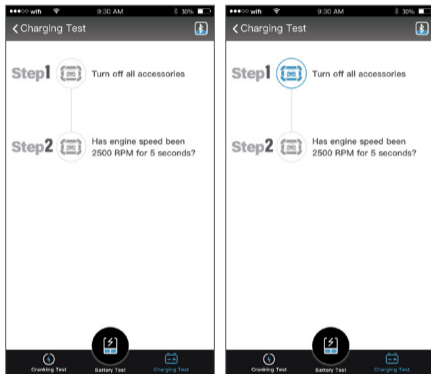 ●●●○○ wifi 9:30 AM 30%
Charging Test
Step1 Turn off all accessories
Step2 Has engine speed been
2500 RPM for 5 seconds?
Cranking Test Battery Test Charging Test
●●●○○ wifi 9:30 AM 30%
Charging Test
Step1 Turn off all accessories
Step2 Has engine speed been
2500 RPM for 5 seconds?
Cranking Test Battery Test Charging Test